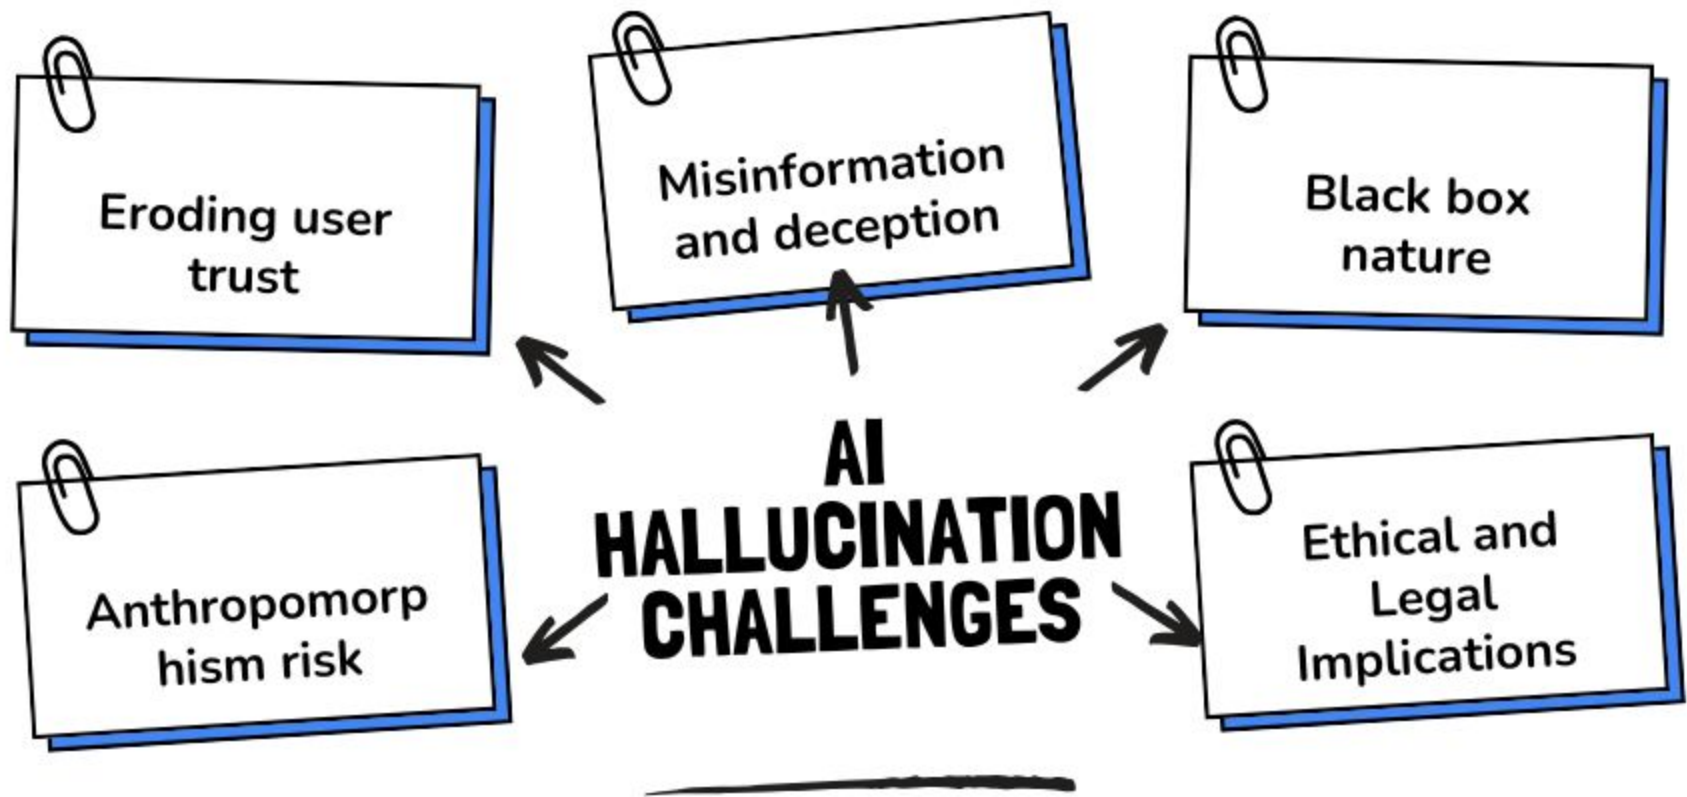 Eroding user
trust
Misinformation
and deception
Black box
nature
AI
HALLUCINATION
CHALLENGES
Anthropomorp
hism risk
Ethical and
Legal
Implications